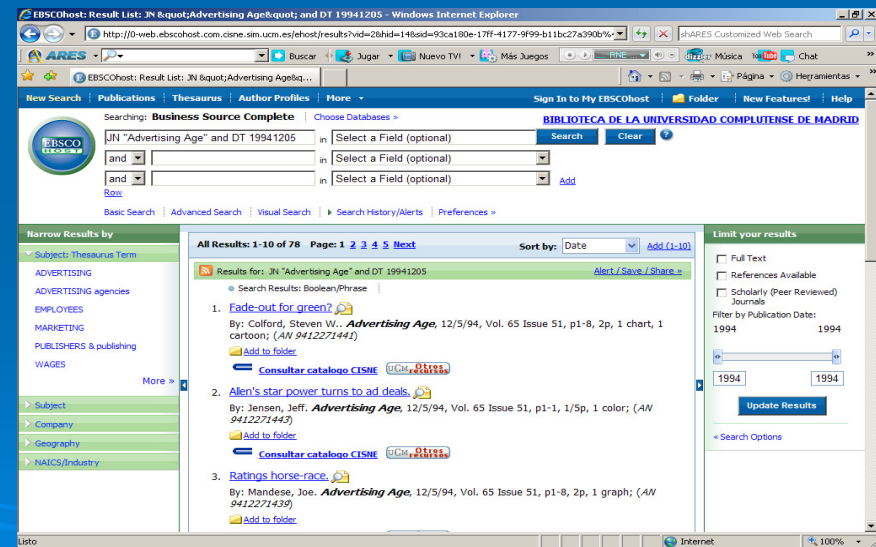 EBSCOhost: Result List: JN &quot;Advertising Age&quot; and DT 19941205 - Windows Internet Explorer
http://0-web.ebscohost.com.cisne.sim.ucm.es/ehost/results?vid=2&hid=14&sid=93ca180e-17ff-4177-9f99-b11bc27a390b%
shARES Customized Web Search
ARES
Buscar Jugar Nuevo TV! Más Juegos RNE Música Chat
EBSCOhost: Result List: JN &quot;Advertising Age&q...
Página Herramientas
New Search Publications Thesaurus Author Profiles More Sign In to My EBSCOhost Folder New Features! Help
Searching: Business Source Complete Choose Databases »
BIBLIOTECA DE LA UNIVERSIDAD COMPLUTENSE DE MADRID
EBSCO
HOST
JN "Advertising Age" and DT 19941205 in Select a Field (optional) Search Clear
and in Select a Field (optional)
and in Select a Field (optional) Add
Row
Basic Search Advanced Search Visual Search Search History/Alerts Preferences »
Narrow Results by
Subject: Thesaurus Term
ADVERTISING
ADVERTISING agencies
EMPLOYEES
MARKETING
PUBLISHERS & publishing
WAGES
More »
Subject
Company
Geography
NAICS/Industry
All Results: 1-10 of 78 Page: 1 2 3 4 5 Next Sort by: Date Add (1-10)
Results for: JN "Advertising Age" and DT 19941205 Alert / Save / Share »
Search Results: Boolean/Phrase
1. Fade-out for green?
By: Colford, Steven W.. Advertising Age, 12/5/94, Vol. 65 Issue 51, p1-8, 2p, 1 chart, 1
cartoon; (AN 9412271441)
Add to folder
Consultar catalogo CISNE UCM Otros recursos
2. Allen's star power turns to ad deals.
By: Jensen, Jeff. Advertising Age, 12/5/94, Vol. 65 Issue 51, p1-1, 1/5p, 1 color; (AN
9412271443)
Add to folder
Consultar catalogo CISNE UCM Otros recursos
3. Ratings horse-race.
By: Mandese, Joe. Advertising Age, 12/5/94, Vol. 65 Issue 51, p1-8, 2p, 1 graph; (AN
9412271439)
Add to folder
Limit your results
Full Text
References Available
Scholarly (Peer Reviewed)
Journals
Filter by Publication Date:
1994 1994
1994 1994
Update Results
« Search Options
Listo Internet 100%